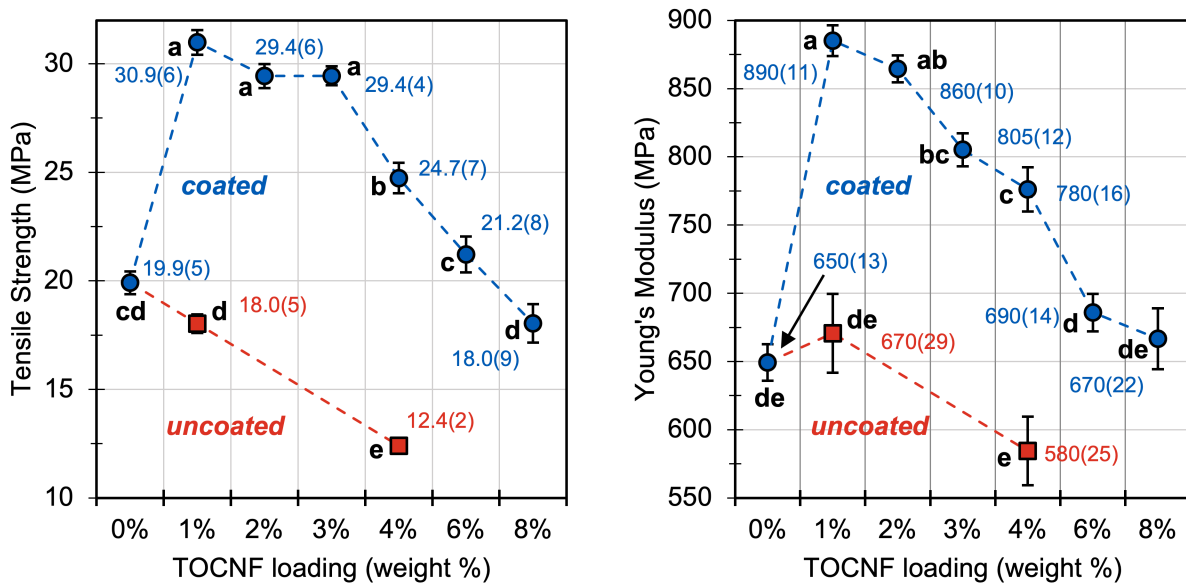 Tensile Strength (MPa)
30
25
20
15
10
a
30.9(6)
29.4(6)
a
a
29.4(4)
coated
b
24.7(7)
21.2(8)
c
19.9(5)
cd
d
18.0(5)
d
18.0(9)
uncoated
12.4(2)
e
0% 1% 2% 3% 4% 6% 8%
TOCNF loading (weight %)
Young's Modulus (MPa)
900
850
800
750
700
650
600
550
a
890(11)
ab
860(10)
805(12)
bc
coated
c
780(16)
650(13)
de
de
670(29)
690(14)
d
de
670(22)
uncoated
e
580(25)
0% 1% 2% 3% 4% 6% 8%
TOCNF loading (weight %)